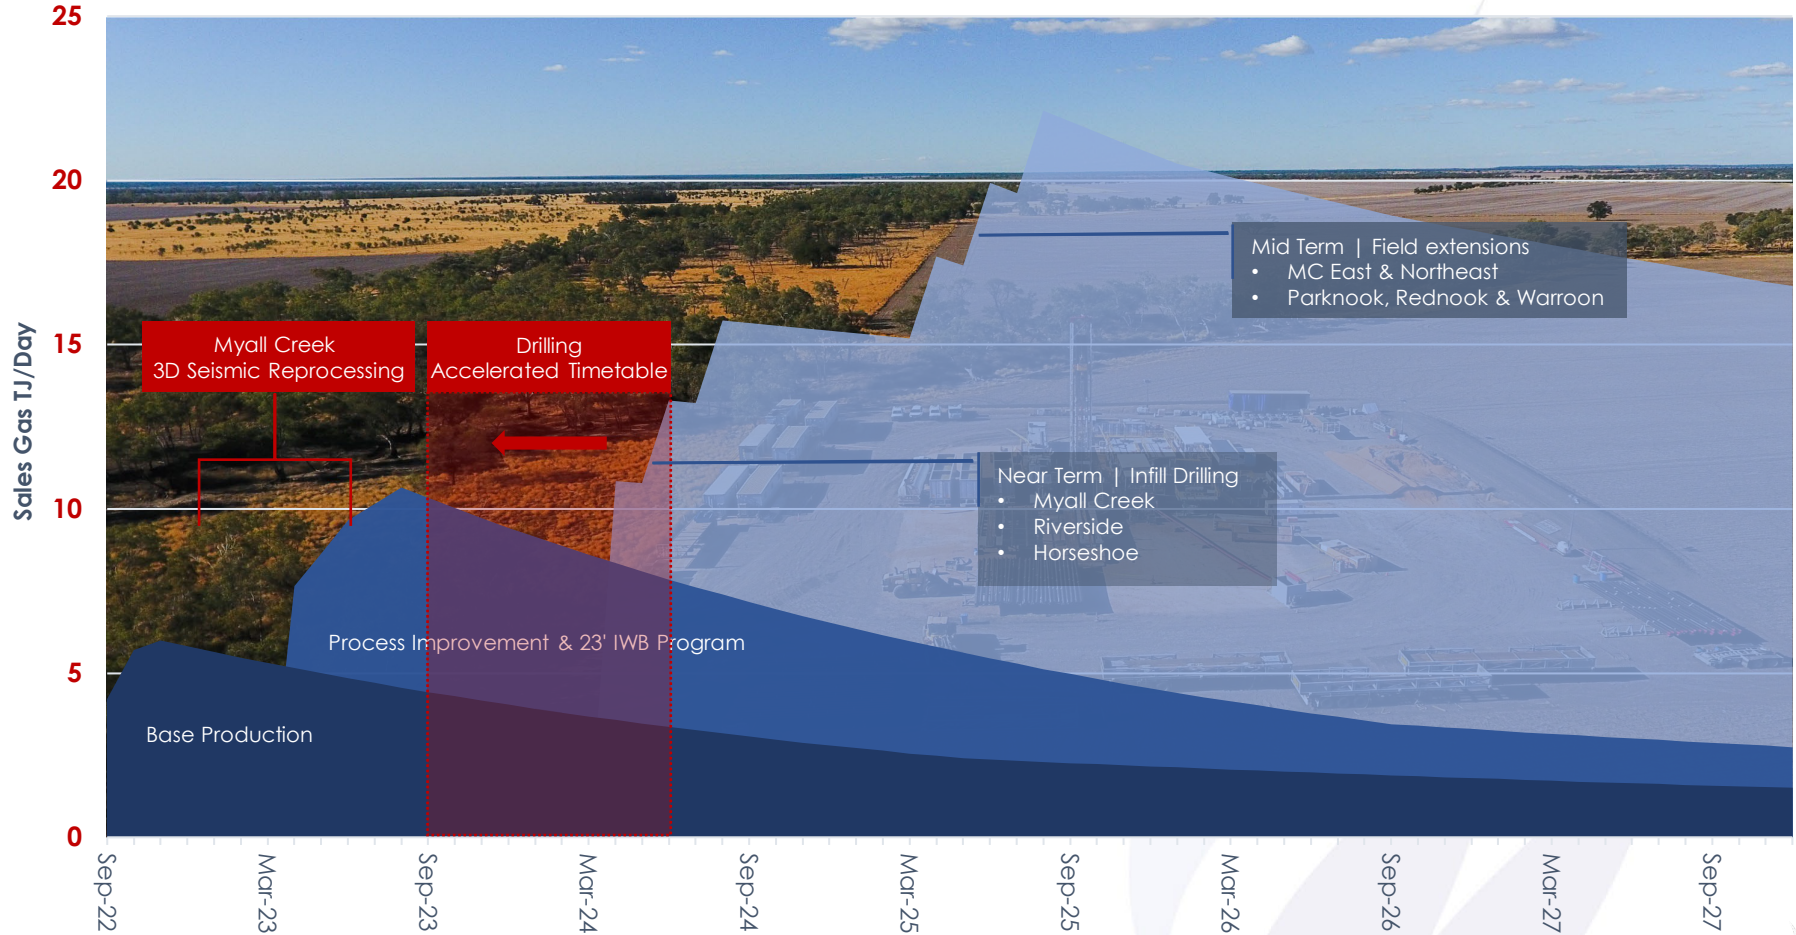 25
20
15
10
5
0
Sales Gas TJ/Day
Myall Creek
3D Seismic Reprocessing
Drilling
Accelerated Timetable
Mid Term | Field extensions
• MC East & Northeast
• Parknook, Rednook & Warroon
Near Term | Infill Drilling
• Myall Creek
• Riverside
• Horseshoe
Process Improvement & 23' IWB Program
Base Production
Sep-22
Mar-23
Sep-23
Mar-24
Sep-24
Mar-25
Sep-25
Mar-26
Sep-26
Mar-27
Sep-27